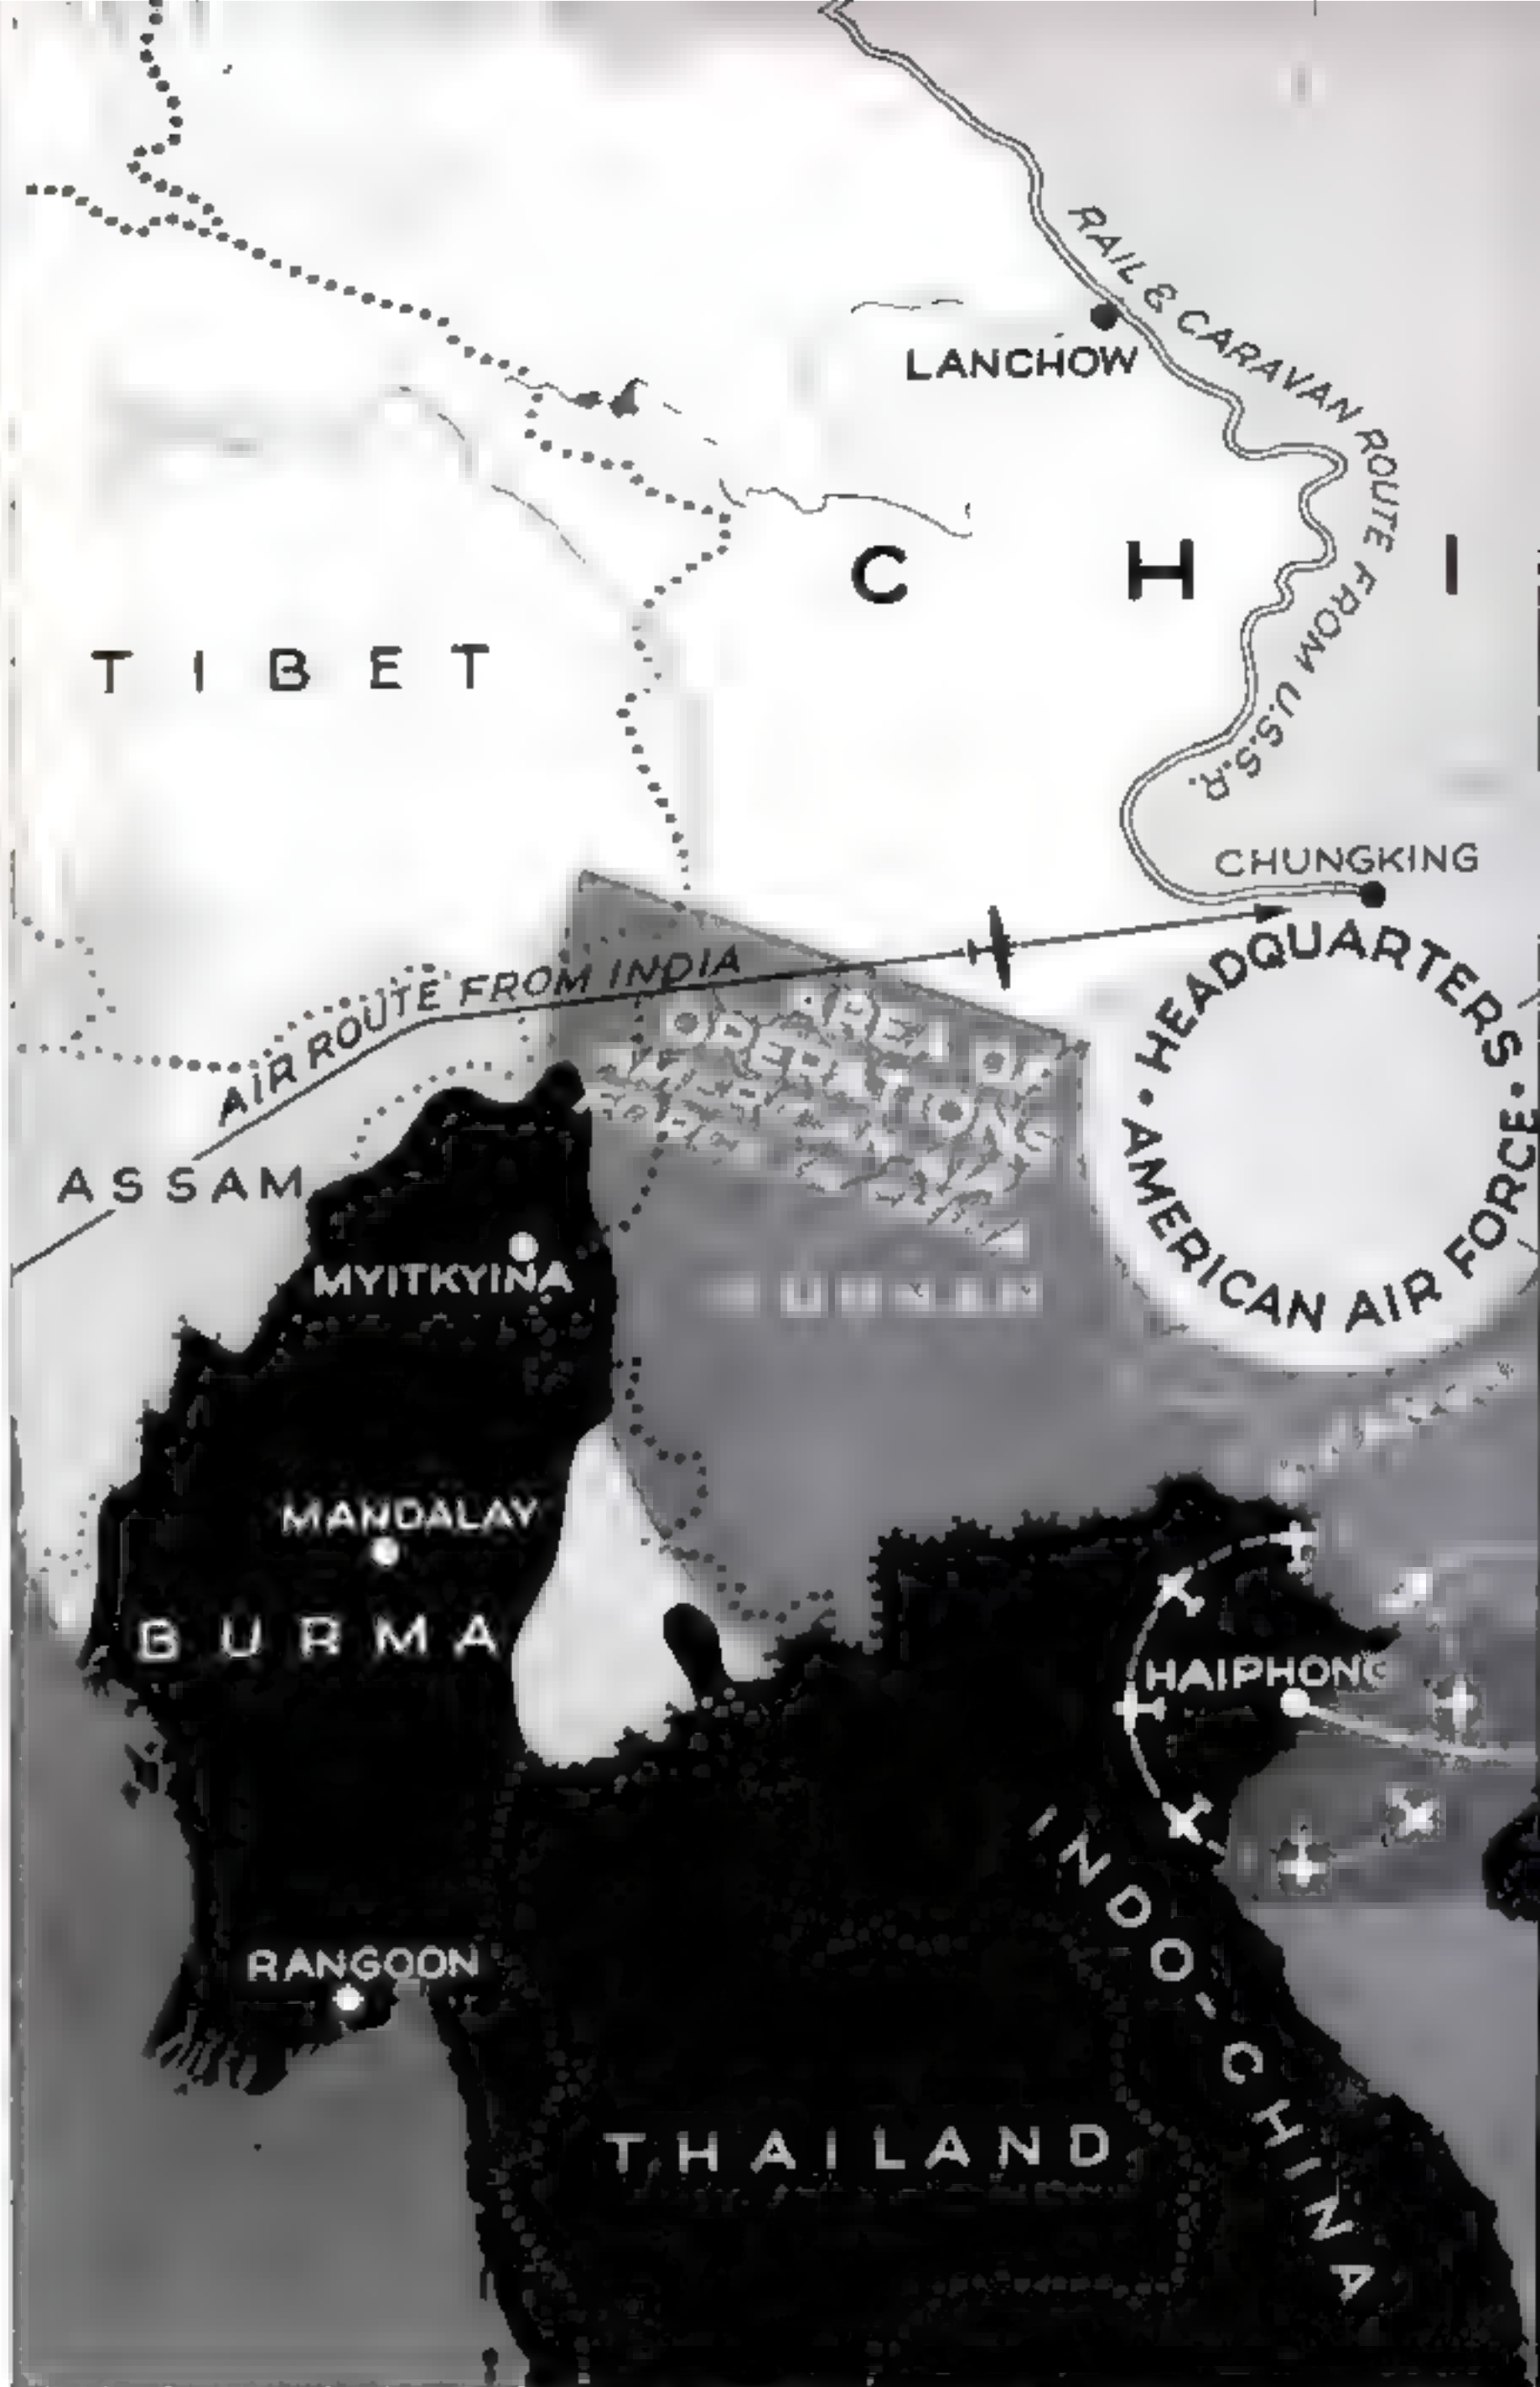 RAIL & CARAVAN ROUTE FROM U.S.S.R.
LANCHOW
C H I
T I B E T
CHUNGKING
AIR ROUTE FROM INDIA
• HEADQUARTERS •
AMERICAN AIR FORCE
ASSAM
MYITKYINA
MANDALAY
BURMA
HAIPHONG
INDO-CHINA
RANGOON
THAILAND